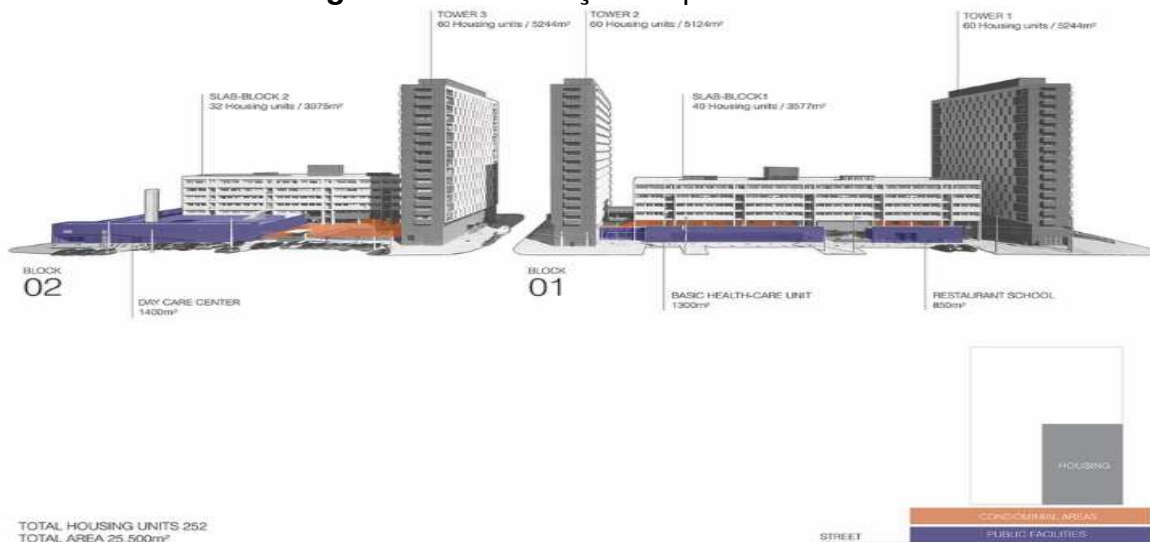 TOWER 3
60 Housing units / 5244m²
TOWER 2
60 Housing units / 5124m²
TOWER 1
60 Housing units / 5244m²
SLAB-BLOCK 2
32 Housing units / 3975m²
SLAB-BLOCK1
40 Housing units / 3577m²
BLOCK
02
BLOCK
01
DAY CARE CENTER
1400m²
BASIC HEALTH-CARE UNIT
1300m²
RESTAURANT SCHOOL
850m²
HOUSING
CONDOMINIAL AREAS
STREET
PUBLIC FACILITIES
TOTAL HOUSING UNITS 252
TOTAL AREA 25.500m²